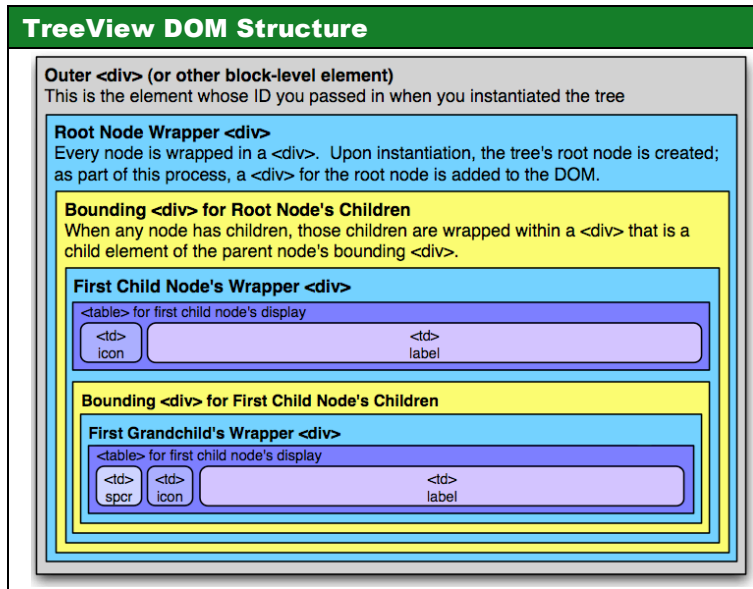 TreeView DOM Structure
Outer <div> (or other block-level element)
This is the element whose ID you passed in when you instantiated the tree
Root Node Wrapper <div>
Every node is wrapped in a <div>.  Upon instantiation, the tree's root node is created;
as part of this process, a <div> for the root node is added to the DOM.
Bounding <div> for Root Node's Children
When any node has children, those children are wrapped within a <div> that is a
child element of the parent node's bounding <div>.
First Child Node's Wrapper <div>
<table> for first child node's display
<td> <td>
icon label
Bounding <div> for First Child Node's Children
First Grandchild's Wrapper <div>
<table> for first child node's display
<td> <td> <td>
spcr icon label